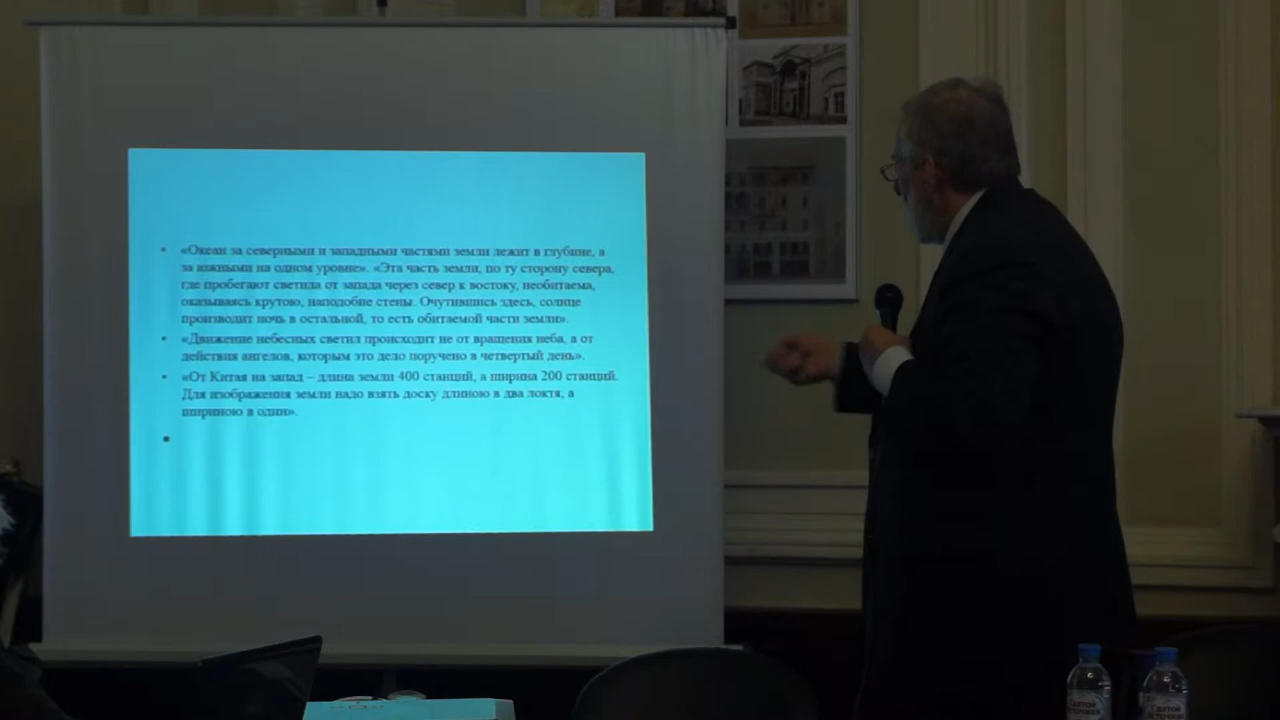 «Океан за северными и западными частями земли лежит в глубине, а
за южными на одном уровне». «Эта часть земли, по ту сторону севера,
где пробегают светила от запада через север к востоку, необитаема,
оказываясь крутою, наподобие стены. Очутившись здесь, солнце
производит ночь в остальной, то есть обитаемой части земли».
«Движение небесных светил происходит не от вращения неба, а от
действия ангелов, которым это дело поручено в четвертый день».
«От Китая на запад – длина земли 400 станций, а ширина 200 станций.
Для изображения земли надо взять доску длиною в два локтя, а
шириною в один».
Святой Источник
Святой Источник